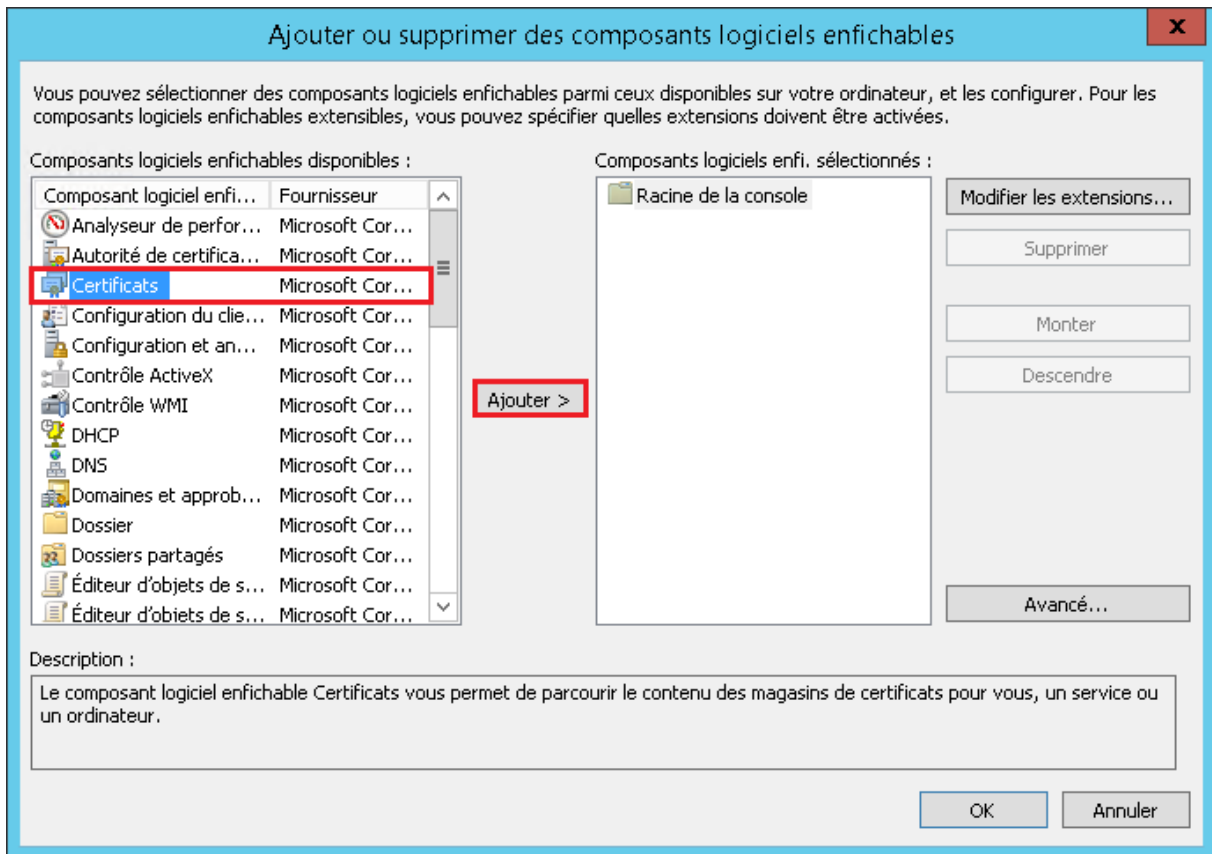 Ajouter ou supprimer des composants logiciels enfichables
x
Vous pouvez sélectionner des composants logiciels enfichables parmi ceux disponibles sur votre ordinateur, et les configurer. Pour les
composants logiciels enfichables extensibles, vous pouvez spécifier quelles extensions doivent être activées.
Composants logiciels enfichables disponibles :
Composant logiciel enfi... Fournisseur
Analyseur de perfor... Microsoft Cor...
Autorité de certifica... Microsoft Cor...
Certificats Microsoft Cor...
Configuration du clie... Microsoft Cor...
Configuration et an... Microsoft Cor...
Contrôle ActiveX Microsoft Cor...
Contrôle WMI Microsoft Cor...
DHCP Microsoft Cor...
DNS Microsoft Cor...
Domaines et approb... Microsoft Cor...
Dossier Microsoft Cor...
Dossiers partagés Microsoft Cor...
Éditeur d'objets de s... Microsoft Cor...
Éditeur d'objets de s... Microsoft Cor...
Ajouter >
Composants logiciels enfi. sélectionnés :
Racine de la console
Modifier les extensions...
Supprimer
Monter
Descendre
Avancé...
Description :
Le composant logiciel enfichable Certificats vous permet de parcourir le contenu des magasins de certificats pour vous, un service ou
un ordinateur.
OK
Annuler